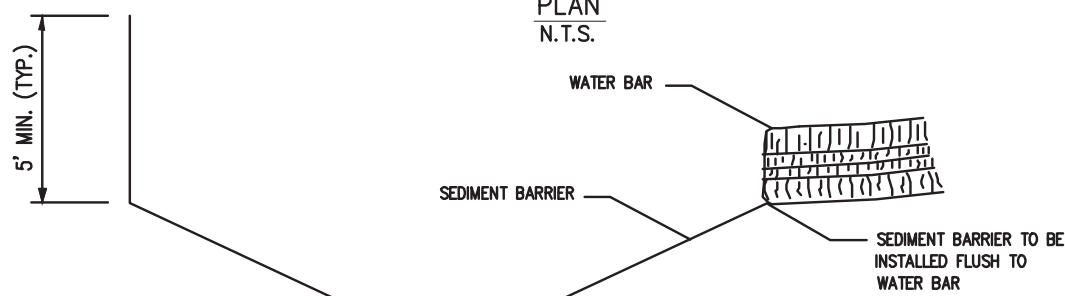 PLAN
N.T.S.
5' MIN. (TYP.)
WATER BAR
SEDIMENT BARRIER
SEDIMENT BARRIER TO BE
INSTALLED FLUSH TO
WATER BAR